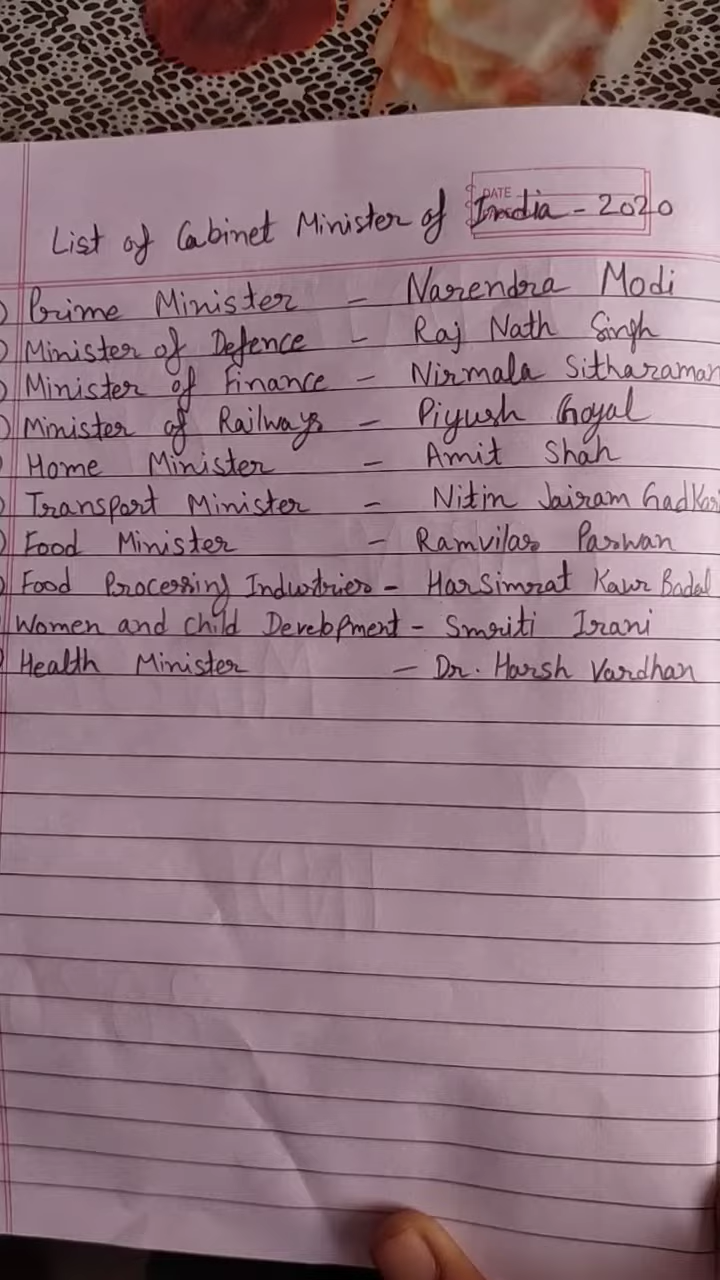 DATE
List of Cabinet Minister of India - 2020
) Prime Minister - Narendra Modi
) Minister of Defence - Raj Nath Singh
) Minister of Finance - Nirmala Sitharaman
) Minister of Railways - Piyush Goyal
) Home Minister - Amit Shah
) Transport Minister - Nitin Jairam Gadkari
) Food Minister - Ramvilas Paswan
) Food Processing Industries - Harsimrat Kaur Badal
Women and Child Development - Smriti Irani
) Health Minister - Dr. Harsh Vardhan